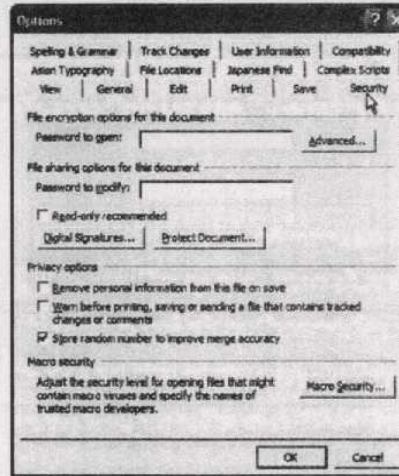 Options
Spelling & Grammar Track Changes User Information Compatibility
Asian Typography File Locations Japanese Find Complex Scripts
View General Edit Print Save Security
File encryption options for this document
Password to open:
Advanced...
File sharing options for this document
Password to modify:
Read-only recommended
Digital Signatures... Protect Document...
Privacy options
Remove personal information from this file on save
Warn before printing, saving or sending a file that contains tracked
changes or comments
Store random number to improve merge accuracy
Macro security
Adjust the security level for opening files that might
contain macro viruses and specify the names of
trusted macro developers.
Macro Security...
OK Cancel